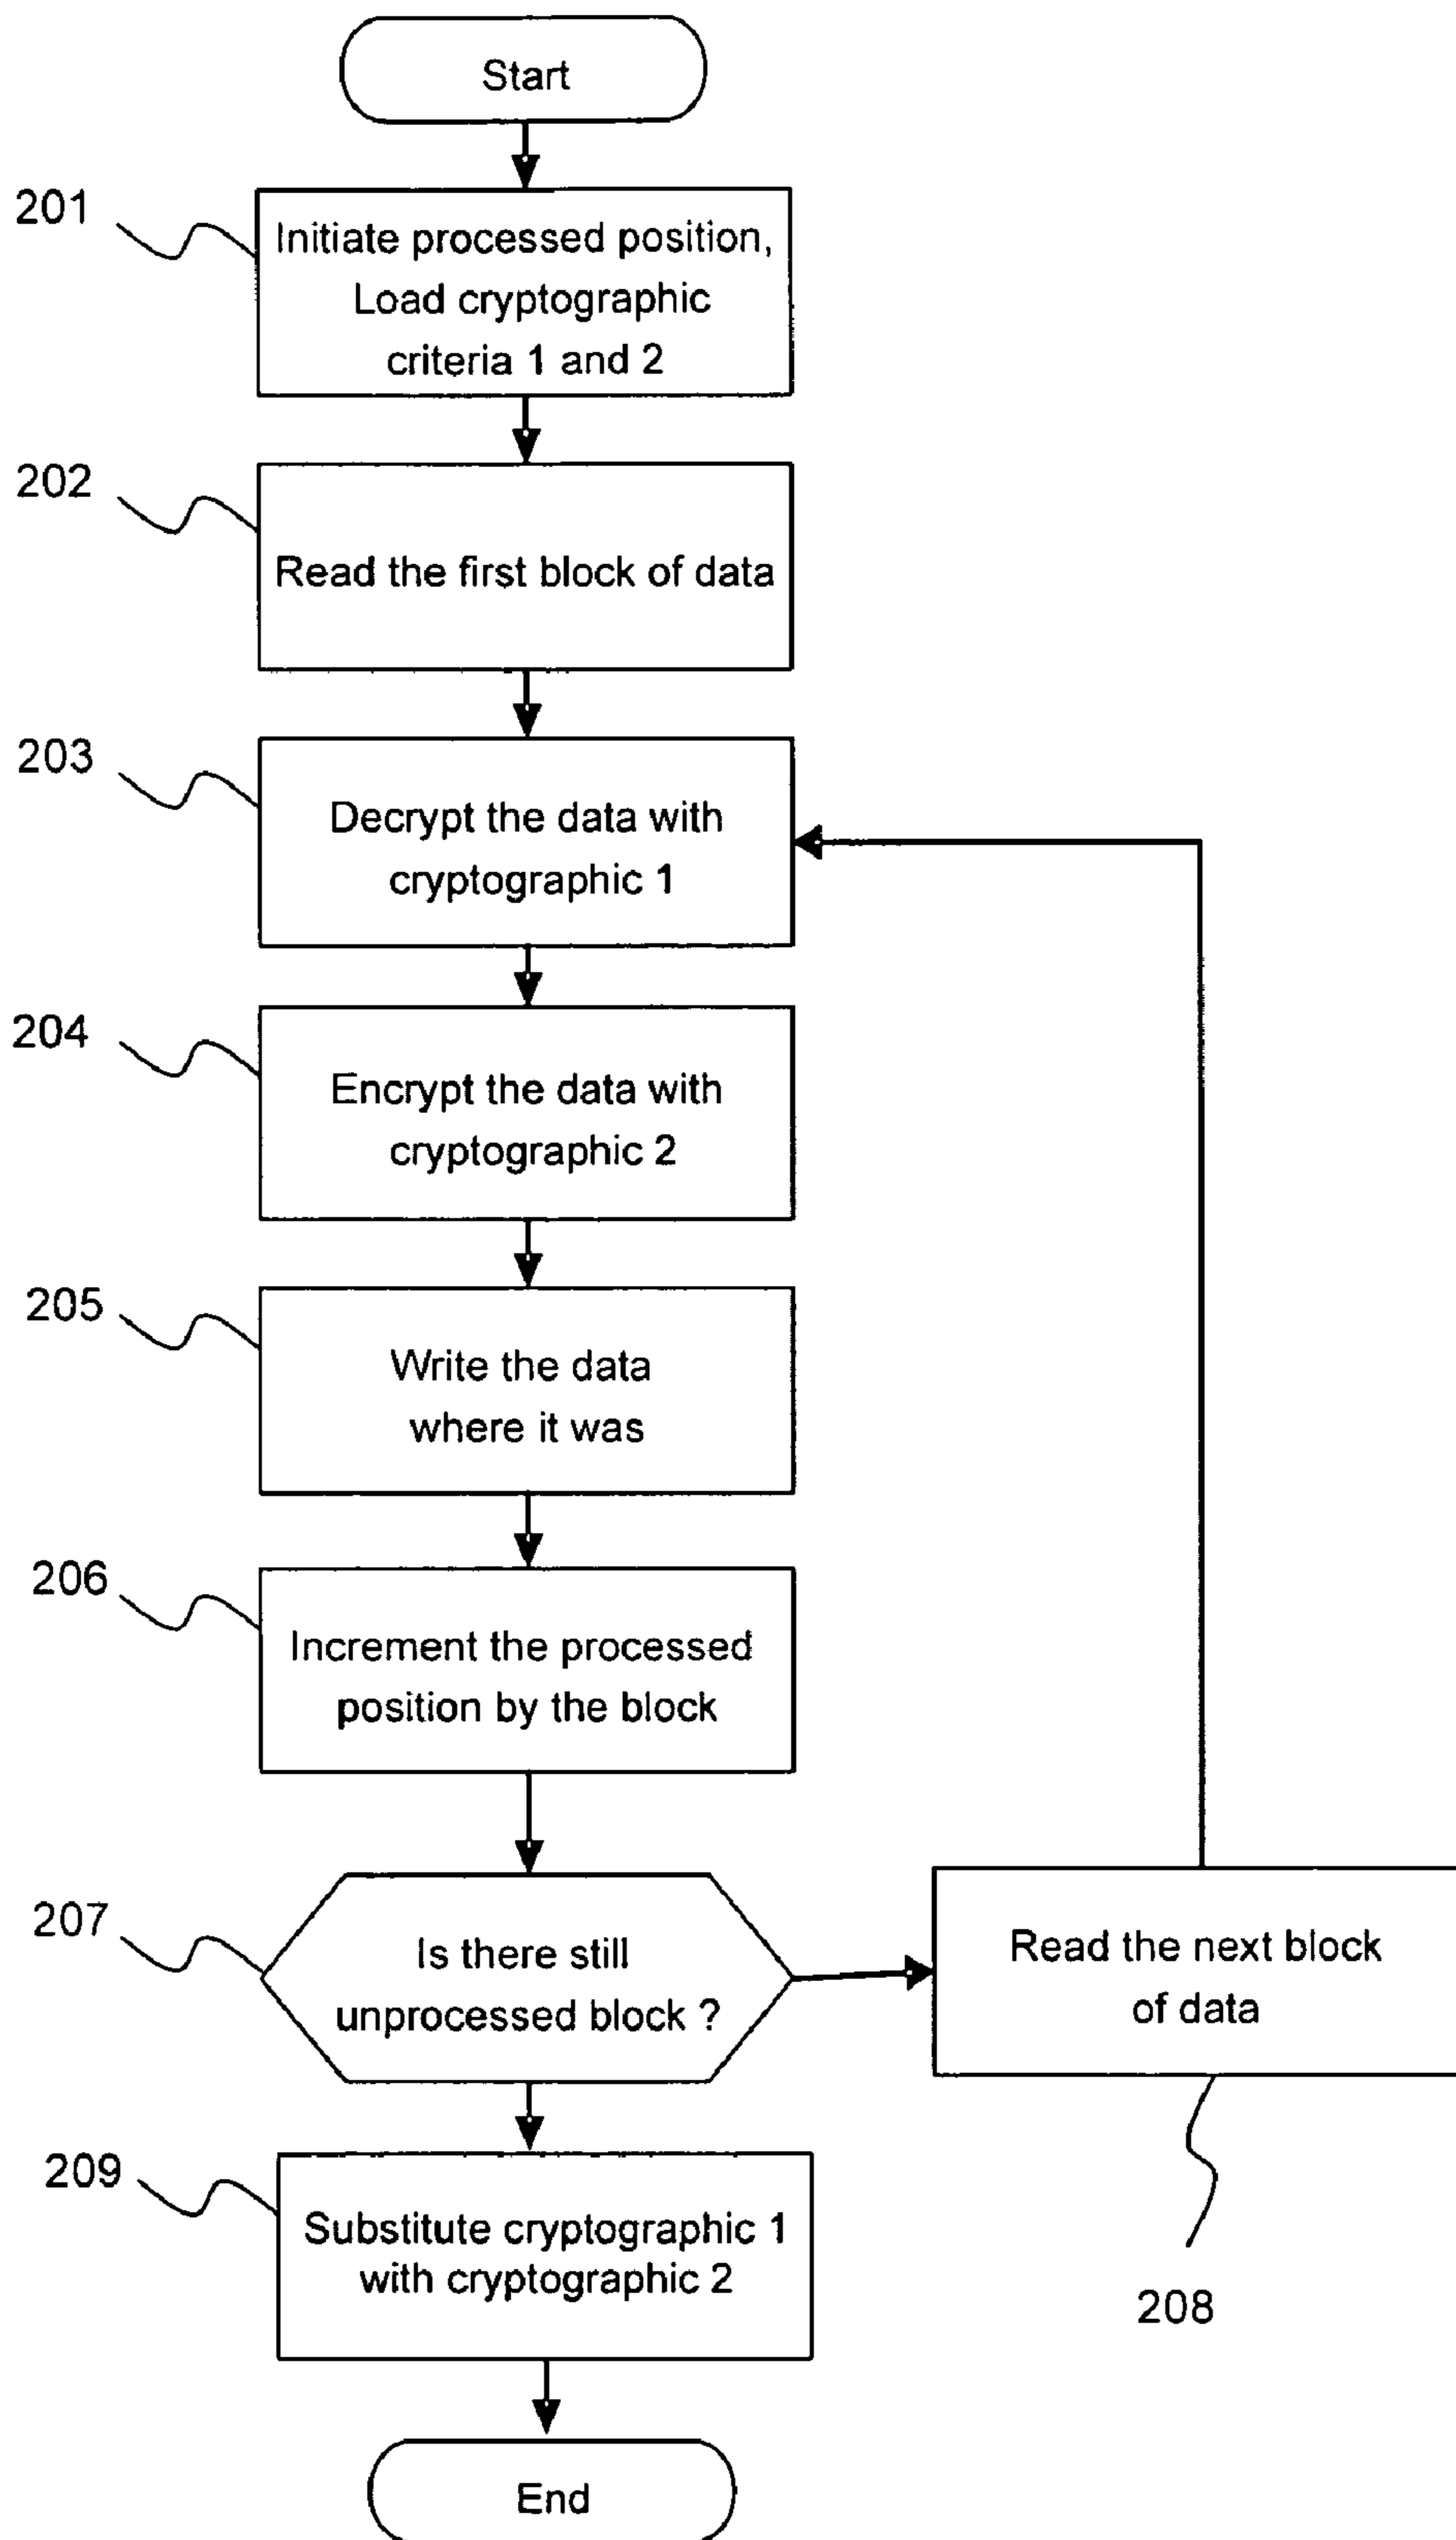 Start
201
Initiate processed position,
Load cryptographic
criteria 1 and 2
202
Read the first block of data
203
Decrypt the data with
cryptographic 1
204
Encrypt the data with
cryptographic 2
205
Write the data
where it was
206
Increment the processed
position by the block
207
Is there still
unprocessed block ?
Read the next block
of data
208
209
Substitute cryptographic 1
with cryptographic 2
End